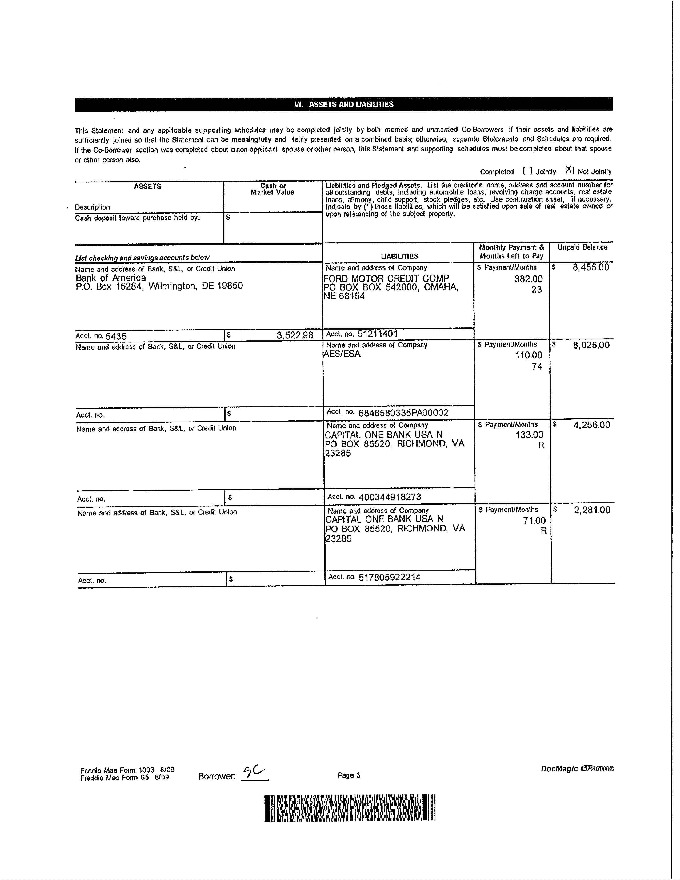 VI. ASSETS AND LIABILITIES
This Statement and any applicable supporting schedules may be completed jointly by both married and unmarried Co-Borrowers if their assets and liabilities are
sufficiently joined so that the Statement can be meaningfully and fairly presented on a combined basis; otherwise, separate Statements and Schedules are required.
If the Co-Borrower section was completed about a non-applicant spouse or other person, this Statement and supporting schedules must be completed about that spouse
or other person also.
Completed [ ] Jointly [X] Not Jointly
ASSETS
Cash or
Market Value
Description
Cash deposit toward purchase held by:
$
Liabilities and Pledged Assets. List the creditor's name, address and account number for
all outstanding debts, including automobile loans, revolving charge accounts, real estate
loans, alimony, child support, stock pledges, etc. Use continuation sheet, if necessary.
Indicate by (*) those liabilities, which will be satisfied upon sale of real estate owned or
upon refinancing of the subject property.
List checking and savings accounts below
LIABILITIES
Monthly Payment &
Months Left to Pay
Unpaid Balance
Name and address of Bank, S&L, or Credit Union
Bank of America
P.O. Box 15284, Wilmington, DE 19850
Name and address of Company
FORD MOTOR CREDIT COMP
PO BOX BOX 542000, OMAHA,
NE 68154
$ Payment/Months
382.00
23
$
Acct. no. 5435
$ 3,522.98
Acct. no. 51211401
Name and address of Bank, S&L, or Credit Union
Name and address of Company
AES/ESA
$ Payment/Months
110.00
74
$ 8,025.00
Acct. no.
$
Acct. no.
Name and address of Bank, S&L, or Credit Union
Name and address of Company
CAPITAL ONE BANK USA N
PO BOX 85520, RICHMOND, VA
23285
$ Payment/Months
133.00
R
$ 4,256.00
Acct. no.
$
Acct. no. 400344918273
Name and address of Bank, S&L, or Credit Union
Name and address of Company
CAPITAL ONE BANK USA N
PO BOX 85520, RICHMOND, VA
23285
$ Payment/Months
71.00
R
$ 2,281.00
Acct. no.
$
Acct. no. 517805922214
Fannie Mae Form 1003
Freddie Mac Form 65
Borrower:
Page 3
DocMagic